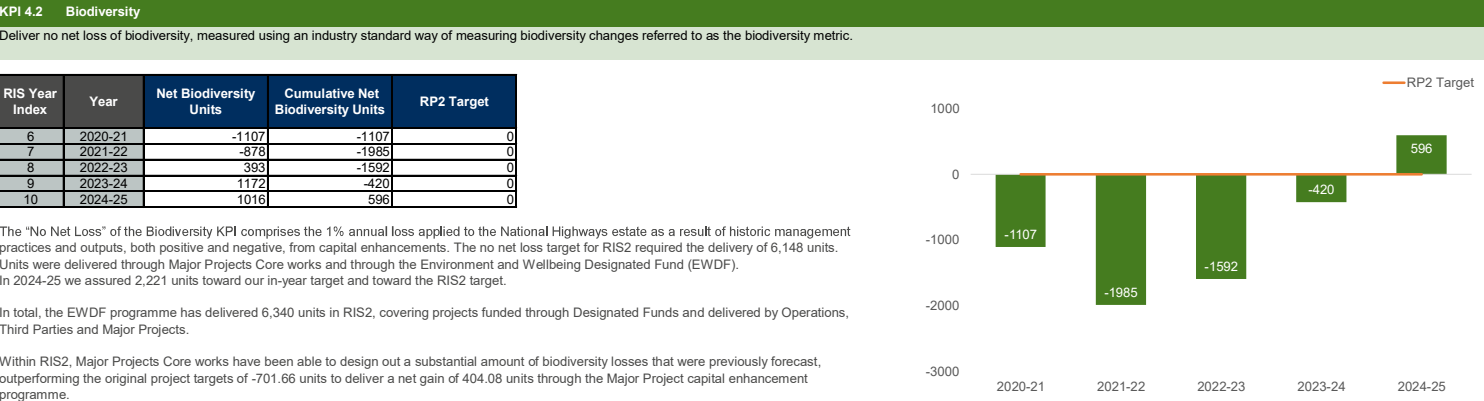 KPI 4.2 Biodiversity
Deliver no net loss of biodiversity, measured using an industry standard way of measuring biodiversity changes referred to as the biodiversity metric.
RIS Year Index Year Net Biodiversity Units Cumulative Net Biodiversity Units RP2 Target
6 2020-21 -1107 -1107 0
7 2021-22 -878 -1985 0
8 2022-23 393 -1592 0
9 2023-24 1172 -420 0
10 2024-25 1016 596 0
The “No Net Loss” of the Biodiversity KPI comprises the 1% annual loss applied to the National Highways estate as a result of historic management
practices and outputs, both positive and negative, from capital enhancements. The no net loss target for RIS2 required the delivery of 6,148 units.
Units were delivered through Major Projects Core works and through the Environment and Wellbeing Designated Fund (EWDF).
In 2024-25 we assured 2,221 units toward our in-year target and toward the RIS2 target.
In total, the EWDF programme has delivered 6,340 units in RIS2, covering projects funded through Designated Funds and delivered by Operations,
Third Parties and Major Projects.
Within RIS2, Major Projects Core works have been able to design out a substantial amount of biodiversity losses that were previously forecast,
outperforming the original project targets of -701.66 units to deliver a net gain of 404.08 units through the Major Project capital enhancement
programme.
RP2 Target
1000
0
-1000
-2000
-3000
-1107
-1985
-1592
-420
596
2020-21 2021-22 2022-23 2023-24 2024-25